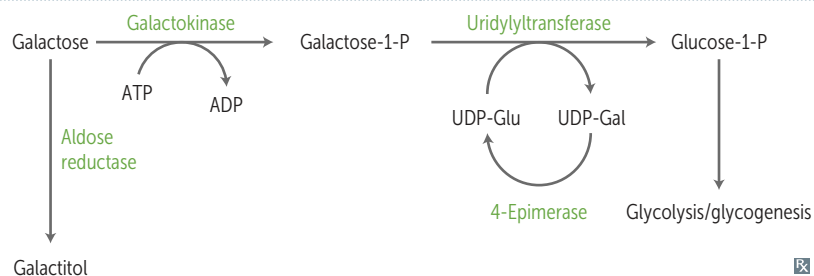 Galactokinase
Uridylyltransferase
Galactose
Galactose-1-P
Glucose-1-P
ATP
ADP
UDP-Glu
UDP-Gal
Aldose
reductase
4-Epimerase
Glycolysis/glycogenesis
Galactitol
Rx